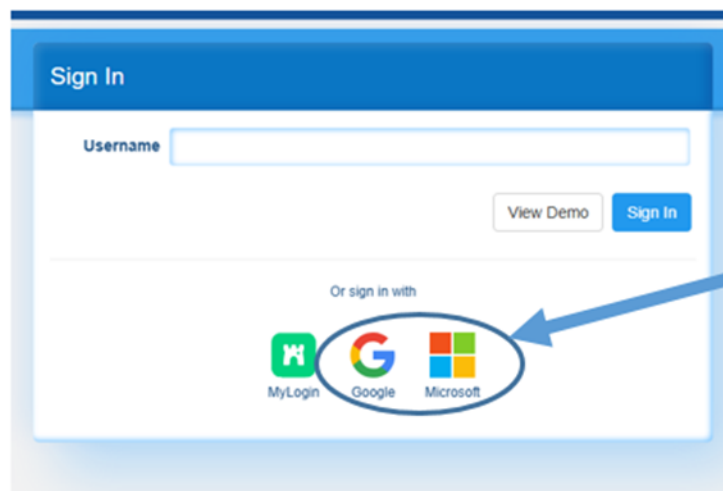 Sign In
Username
View Demo Sign In
Or sign in with
MyLogin Google Microsoft